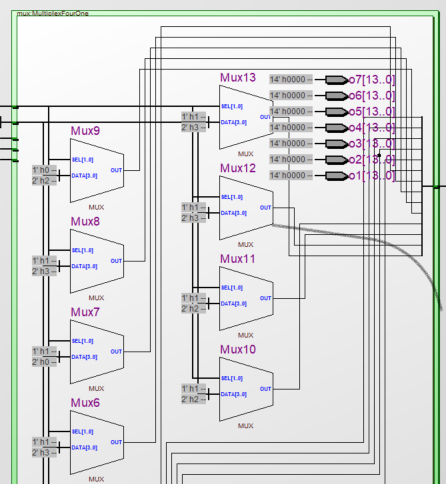 mux:MultiplexFourOne
Mux13
14' h0000 --
o7[13..0]
14' h0000 --
o6[13..0]
SEL[1..0]
14' h0000 --
o5[13..0]
1' h1 --
DATA[3..0]
OUT
2' h3 --
14' h0000 --
o4[13..0]
Mux9
14' h0000 --
o3[13..0]
MUX
SEL[1..0]
14' h0000 --
o2[13..0]
1' h0 --
DATA[3..0]
OUT
2' h2 --
Mux12
14' h0000 --
o1[13..0]
SEL[1..0]
MUX
1' h1 --
DATA[3..0]
OUT
2' h3 --
Mux8
MUX
SEL[1..0]
1' h1 --
DATA[3..0]
OUT
2' h3 --
Mux11
SEL[1..0]
MUX
1' h1 --
DATA[3..0]
OUT
2' h2 --
Mux7
MUX
SEL[1..0]
1' h1 --
DATA[3..0]
OUT
2' h0 --
Mux10
SEL[1..0]
MUX
1' h1 --
DATA[3..0]
OUT
2' h2 --
Mux6
MUX
SEL[1..0]
1' h1 --
DATA[3..0]
OUT
2' h3 --
MUX